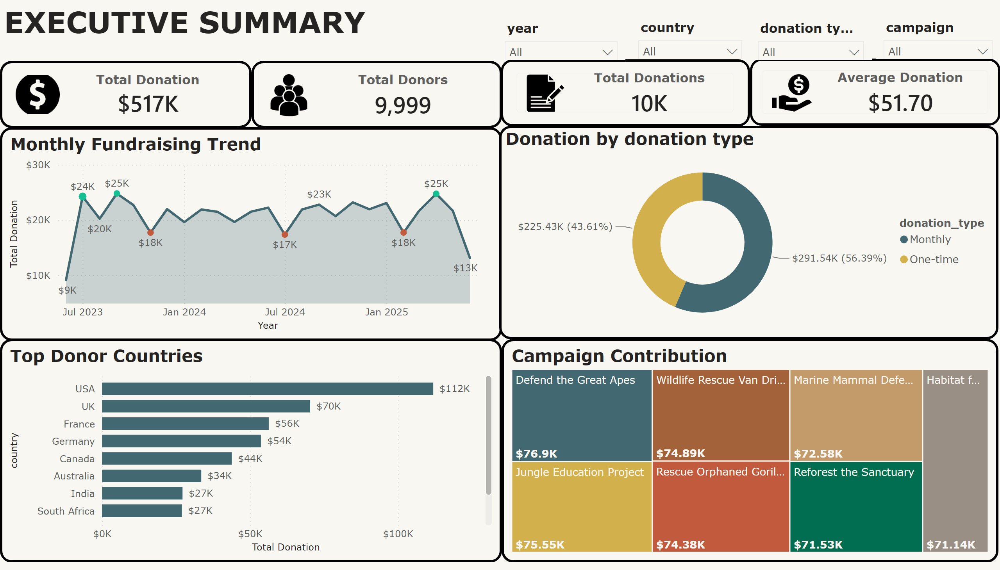 EXECUTIVE SUMMARY
year
country
donation ty...
campaign
All
All
All
All
Total Donation
$517K
Total Donors
9,999
Total Donations
10K
Average Donation
$51.70
Monthly Fundraising Trend
Total Donation
$30K
$20K
$10K
$9K
$24K
$20K
$25K
$18K
$17K
$23K
$18K
$25K
$13K
Jul 2023
Jan 2024
Jul 2024
Jan 2025
Year
Donation by donation type
$225.43K (43.61%)
$291.54K (56.39%)
donation_type
Monthly
One-time
Top Donor Countries
country
USA
$112K
UK
$70K
France
$56K
Germany
$54K
Canada
$44K
Australia
$34K
India
$27K
South Africa
$27K
$0K
$50K
$100K
Total Donation
Campaign Contribution
Defend the Great Apes
$76.9K
Wildlife Rescue Van Dri...
$74.89K
Marine Mammal Defe...
$72.58K
Habitat f...
$71.14K
Jungle Education Project
$75.55K
Rescue Orphaned Goril...
$74.38K
Reforest the Sanctuary
$71.53K